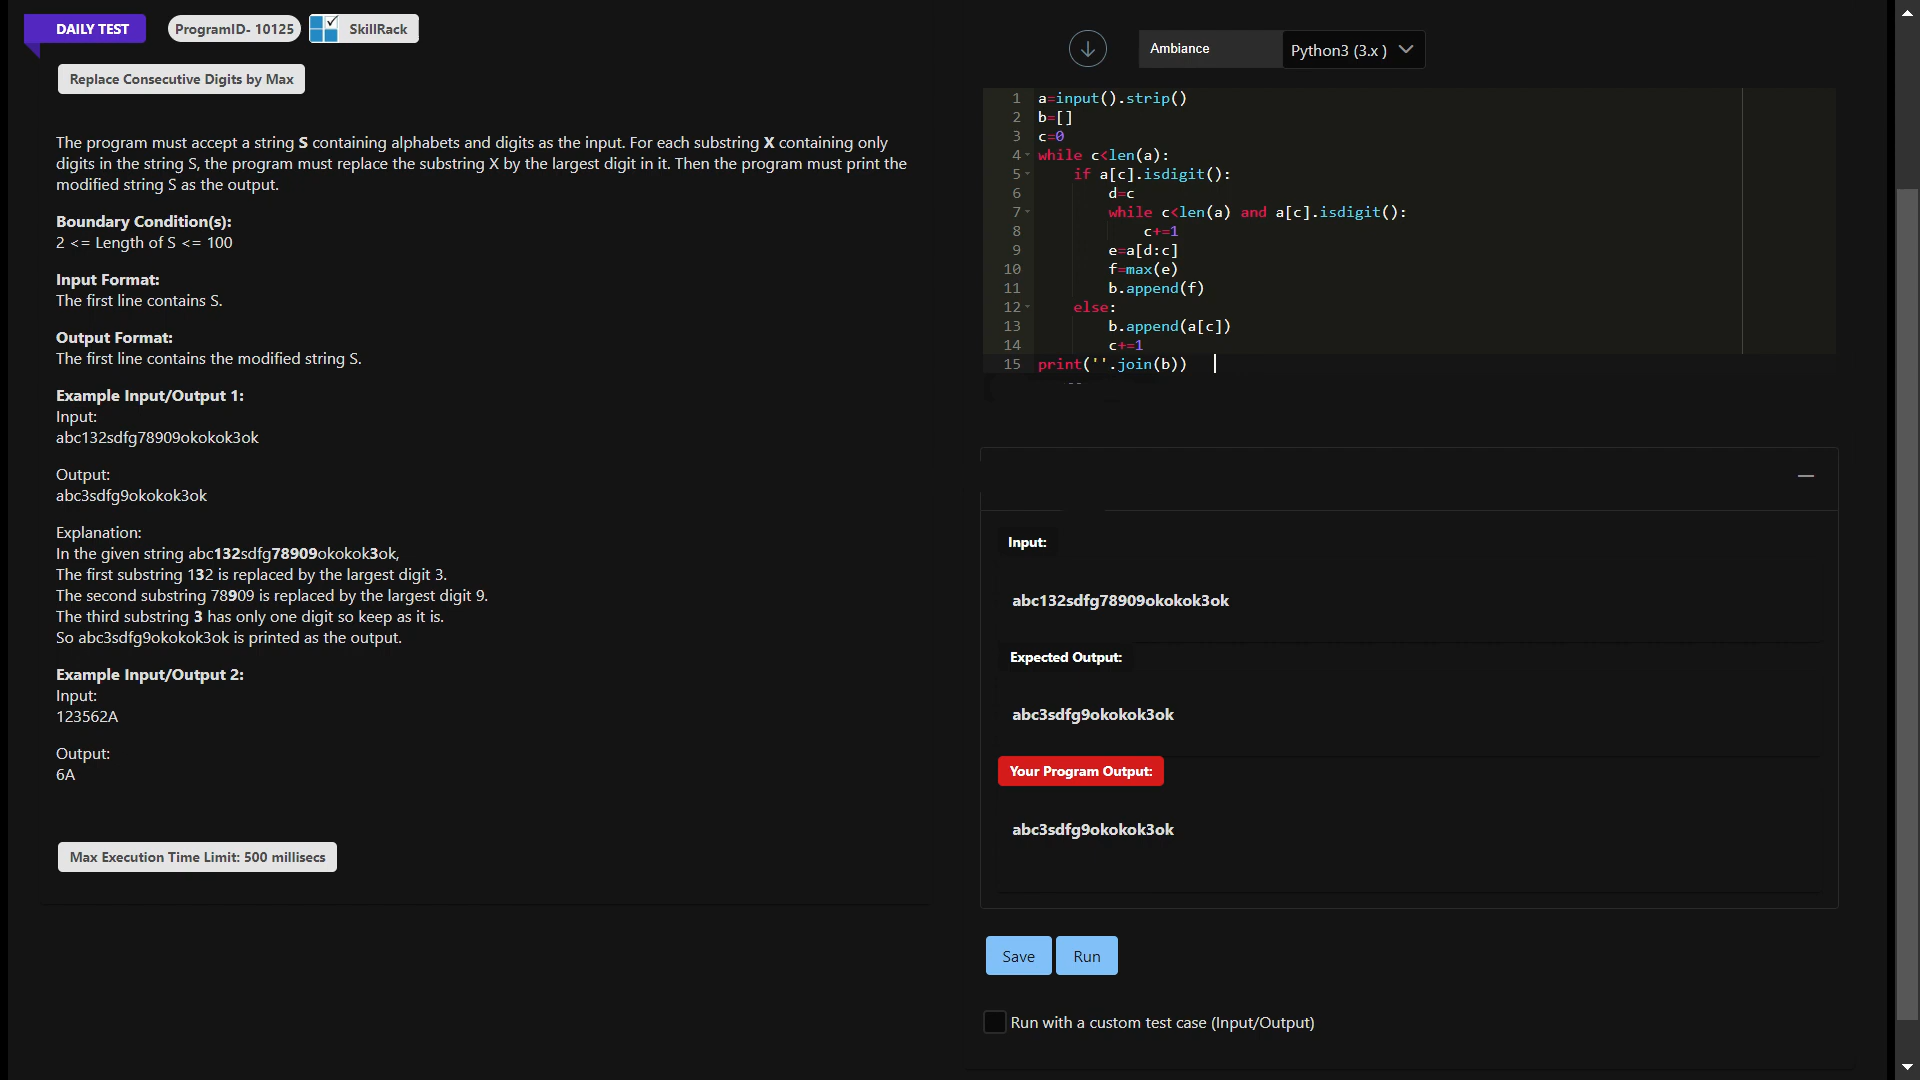 DAILY TEST
ProgramID- 10125
SkillRack
Replace Consecutive Digits by Max
The program must accept a string S containing alphabets and digits as the input. For each substring X containing only
digits in the string S, the program must replace the substring X by the largest digit in it. Then the program must print the
modified string S as the output.
Boundary Condition(s):
2 <= Length of S <= 100
Input Format:
The first line contains S.
Output Format:
The first line contains the modified string S.
Example Input/Output 1:
Input:
abc132sdfg78909okokok3ok
Output:
abc3sdfg9okokok3ok
Explanation:
In the given string abc132sdfg78909okokok3ok,
The first substring 132 is replaced by the largest digit 3.
The second substring 78909 is replaced by the largest digit 9.
The third substring 3 has only one digit so keep as it is.
So abc3sdfg9okokok3ok is printed as the output.
Example Input/Output 2:
Input:
123562A
Output:
6A
Max Execution Time Limit: 500 millisecs
Ambiance
Python3 (3.x )
1 a=input().strip()
2 b=[]
3 c=0
4 while c<len(a):
5     if a[c].isdigit():
6         d=c
7         while c<len(a) and a[c].isdigit():
8             c+=1
9         e=a[d:c]
10         f=max(e)
11         b.append(f)
12     else:
13         b.append(a[c])
14         c+=1
15 print(''.join(b))
Input:
abc132sdfg78909okokok3ok
Expected Output:
abc3sdfg9okokok3ok
Your Program Output:
abc3sdfg9okokok3ok
Save
Run
Run with a custom test case (Input/Output)